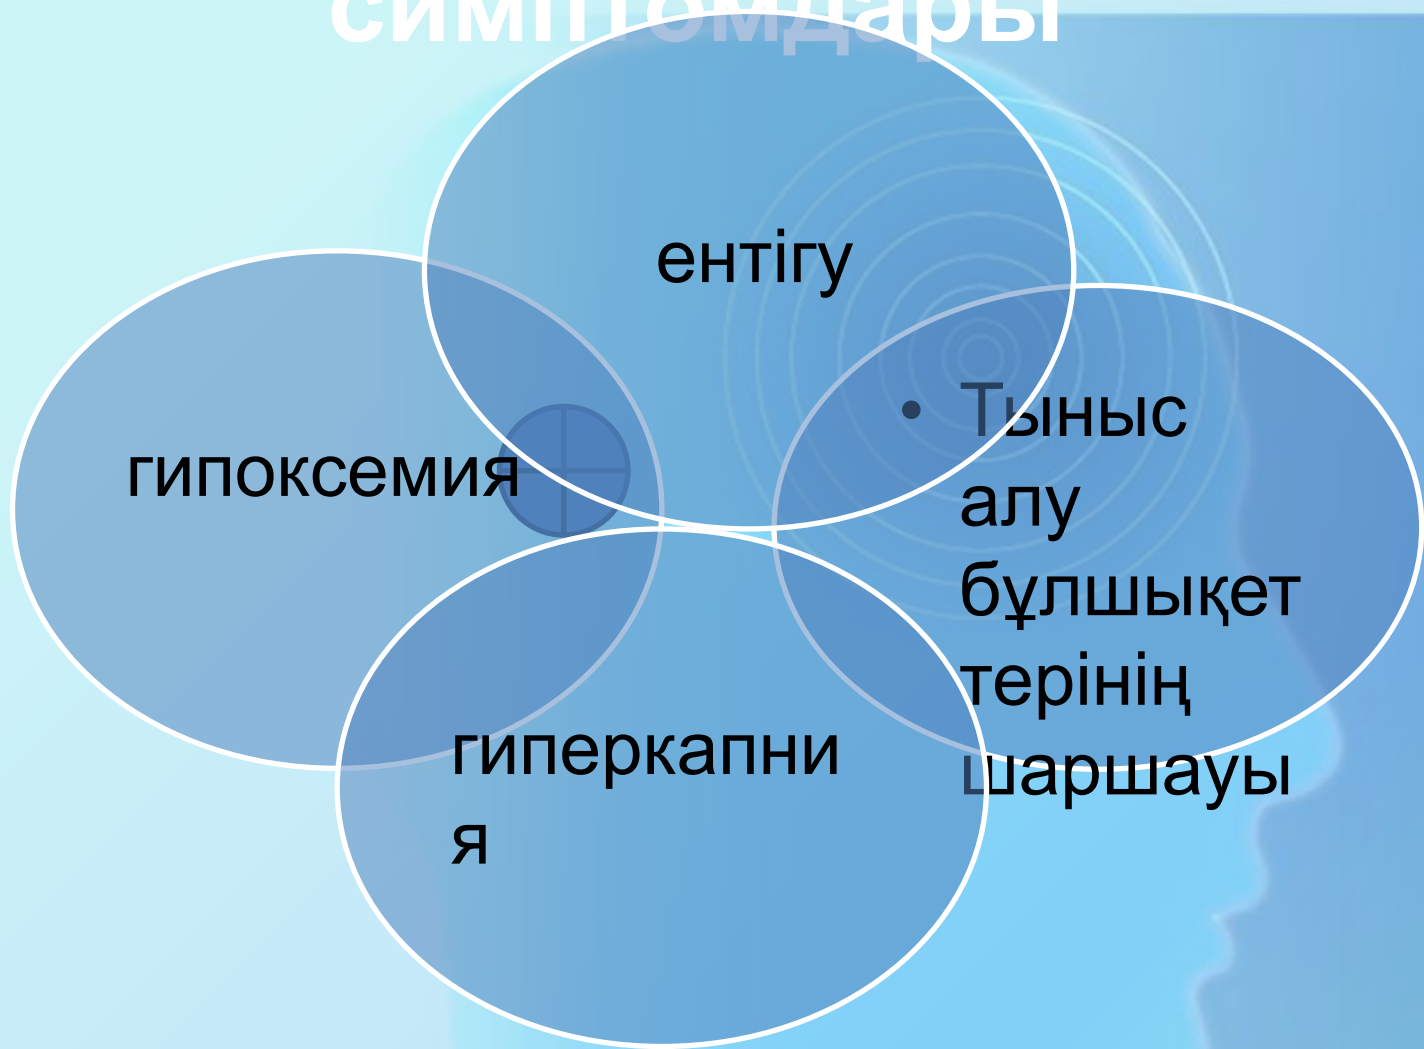 симптомдары
ентігу
гипоксемия
• Тыныс
алу
бұлшықет
терінің
шаршауы
гиперкапни
я